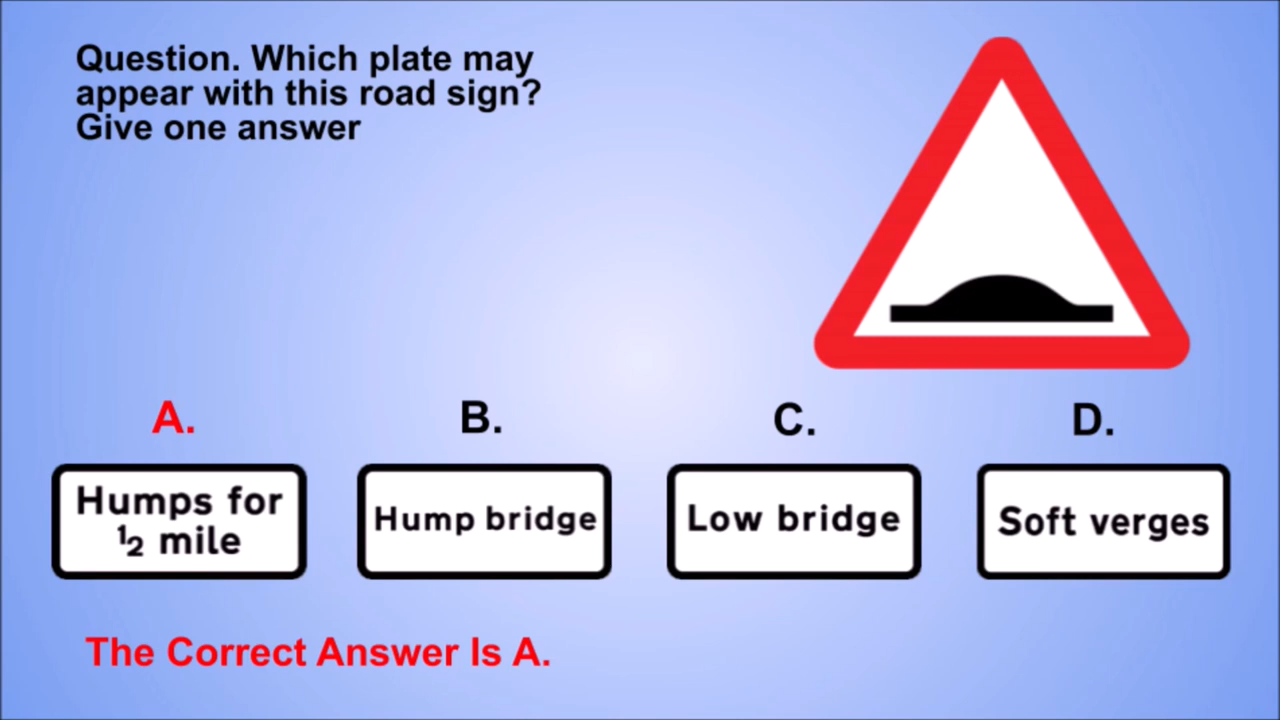 Question. Which plate may
appear with this road sign?
Give one answer
A.
B.
C.
D.
Humps for
½ mile
Hump bridge
Low bridge
Soft verges
The Correct Answer Is A.